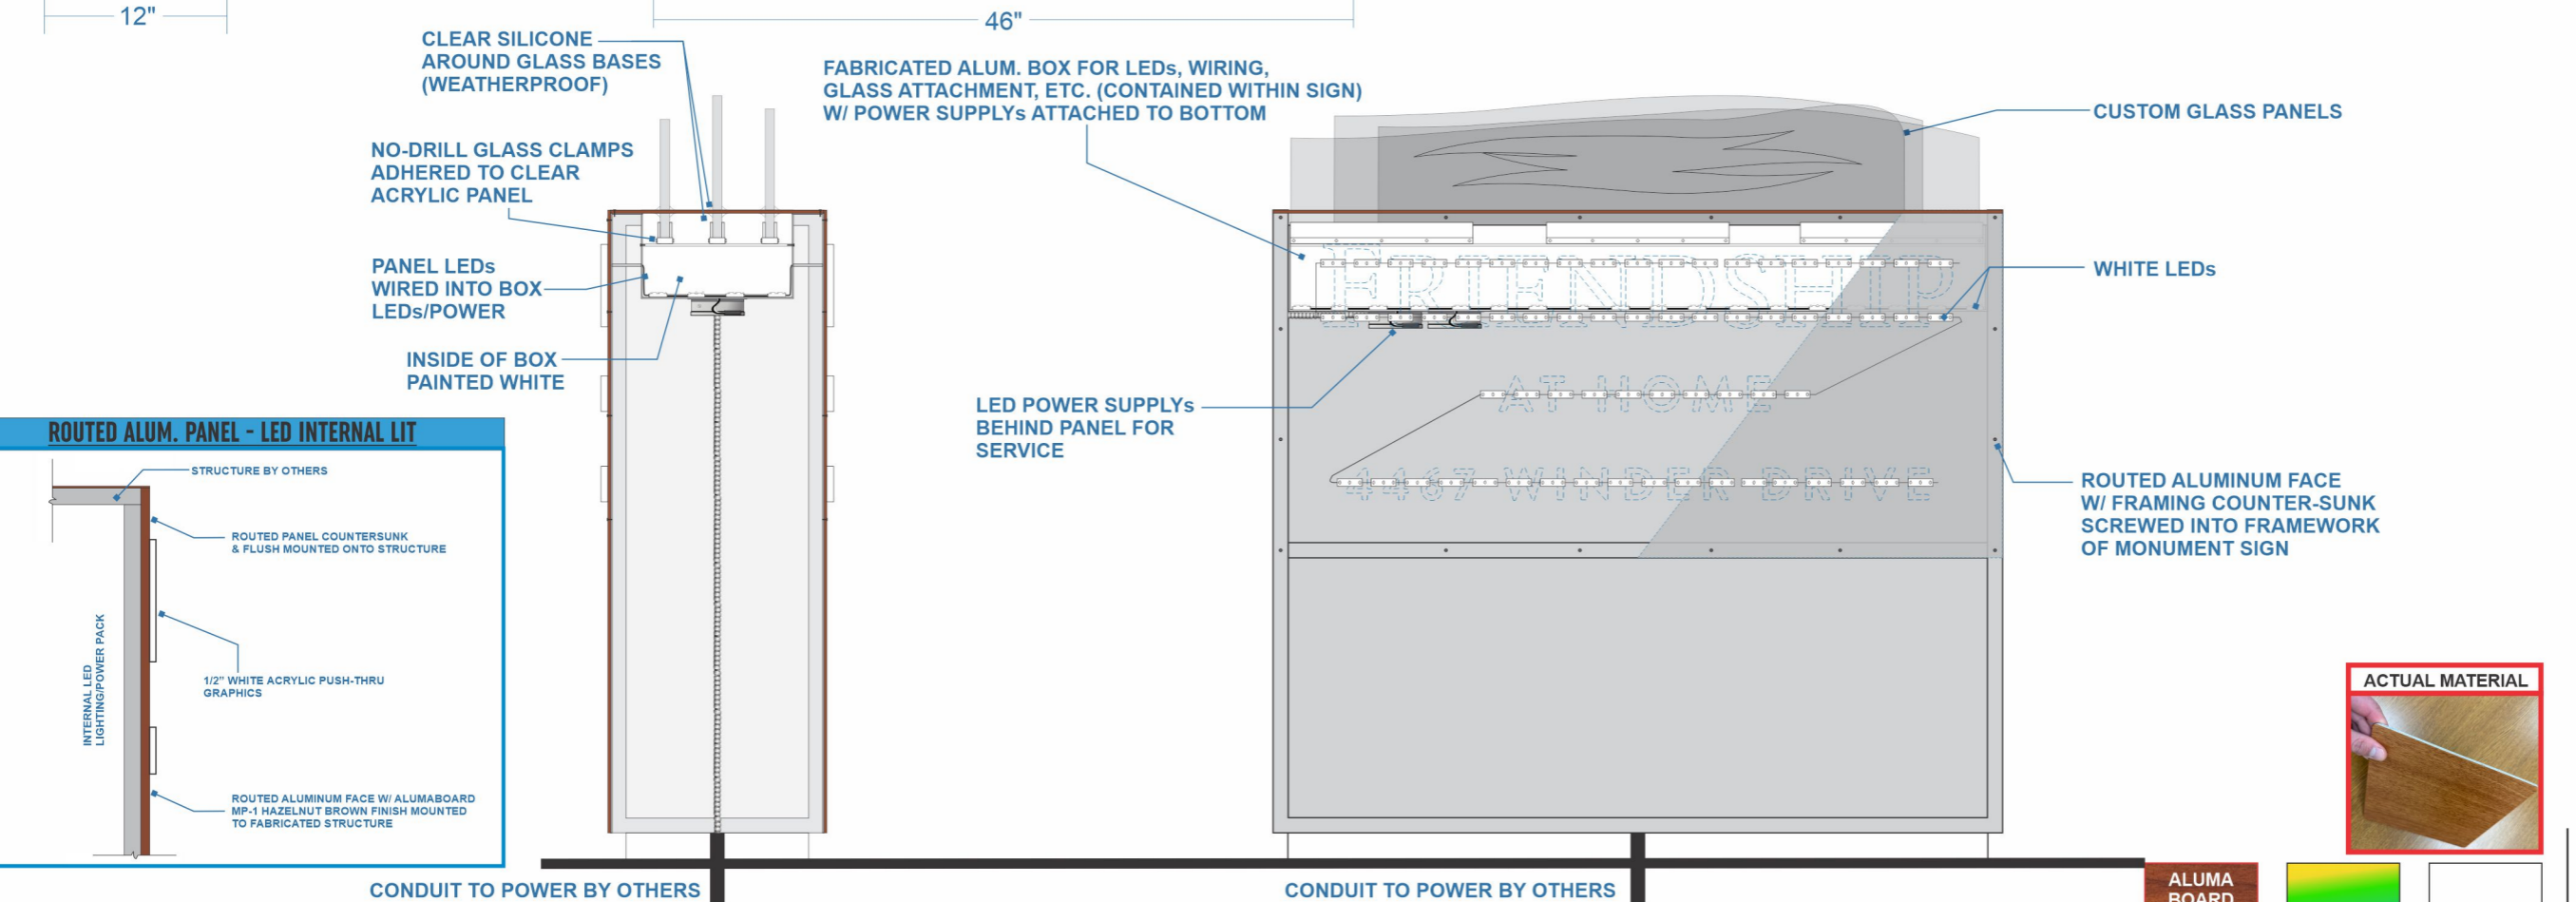 12"
46"
CLEAR SILICONE
AROUND GLASS BASES
(WEATHERPROOF)
FABRICATED ALUM. BOX FOR LEDs, WIRING,
GLASS ATTACHMENT, ETC. (CONTAINED WITHIN SIGN)
W/ POWER SUPPLYs ATTACHED TO BOTTOM
CUSTOM GLASS PANELS
NO-DRILL GLASS CLAMPS
ADHERED TO CLEAR
ACRYLIC PANEL
PANEL LEDs
WIRED INTO BOX
LEDs/POWER
INSIDE OF BOX
PAINTED WHITE
WHITE LEDs
FRIENDSHIP
AT HOME
4467 WINDER DRIVE
LED POWER SUPPLYs
BEHIND PANEL FOR
SERVICE
ROUTED ALUMINUM FACE
W/ FRAMING COUNTER-SUNK
SCREWED INTO FRAMEWORK
OF MONUMENT SIGN
ROUTED ALUM. PANEL - LED INTERNAL LIT
STRUCTURE BY OTHERS
ROUTED PANEL COUNTERSUNK
& FLUSH MOUNTED ONTO STRUCTURE
INTERNAL LED
LIGHTING/POWER PACK
1/2" WHITE ACRYLIC PUSH-THRU
GRAPHICS
ROUTED ALUMINUM FACE W/ ALUMABOARD
MP-1 HAZELNUT BROWN FINISH MOUNTED
TO FABRICATED STRUCTURE
ACTUAL MATERIAL
CONDUIT TO POWER BY OTHERS
CONDUIT TO POWER BY OTHERS
ALUMA
BOARD